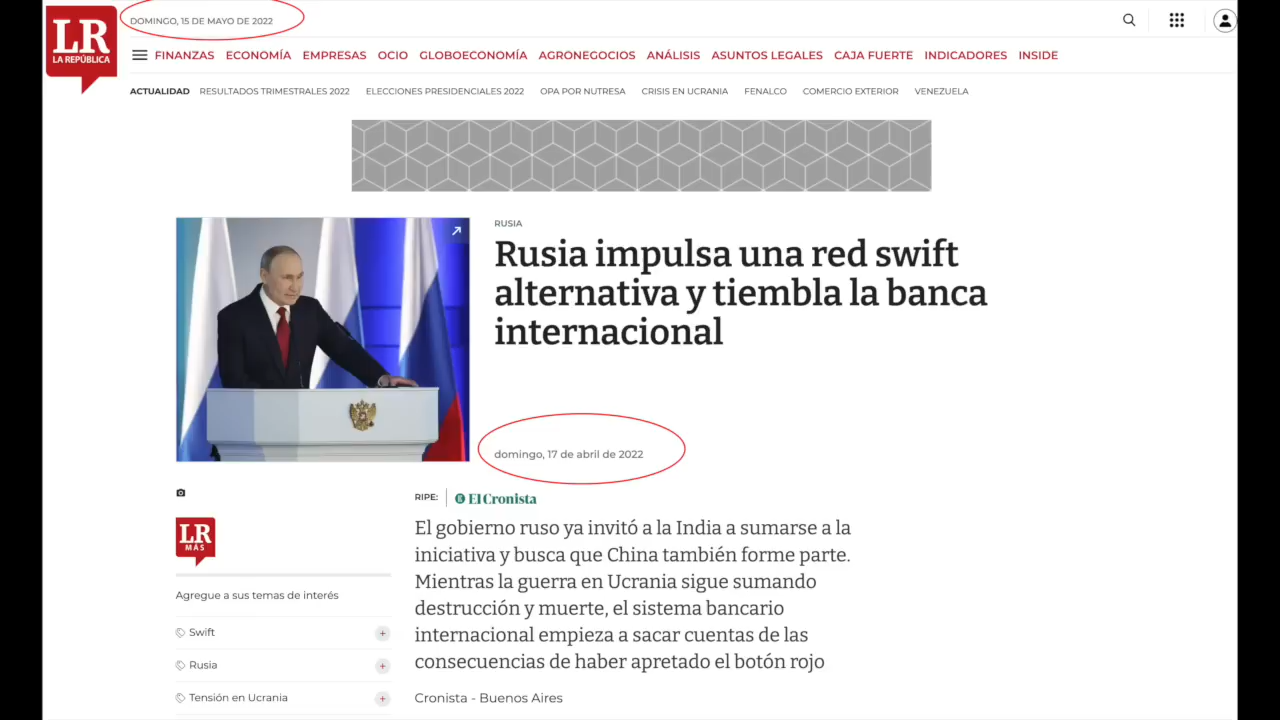 LR
LA REPÚBLICA
DOMINGO, 15 DE MAYO DE 2022
FINANZAS ECONOMÍA EMPRESAS OCIO GLOBOECONOMÍA AGRONEGOCIOS ANÁLISIS ASUNTOS LEGALES CAJA FUERTE INDICADORES INSIDE
ACTUALIDAD RESULTADOS TRIMESTRALES 2022 ELECCIONES PRESIDENCIALES 2022 OPA POR NUTRESA CRISIS EN UCRANIA FENALCO COMERCIO EXTERIOR VENEZUELA
RUSIA
Rusia impulsa una red swift
alternativa y tiembla la banca
internacional
domingo, 17 de abril de 2022
RIPE: El Cronista
El gobierno ruso ya invitó a la India a sumarse a la
iniciativa y busca que China también forme parte.
Mientras la guerra en Ucrania sigue sumando
destrucción y muerte, el sistema bancario
internacional empieza a sacar cuentas de las
consecuencias de haber apretado el botón rojo
Cronista - Buenos Aires
LR
MÁS
Agregue a sus temas de interés
Swift +
Rusia +
Tensión en Ucrania +